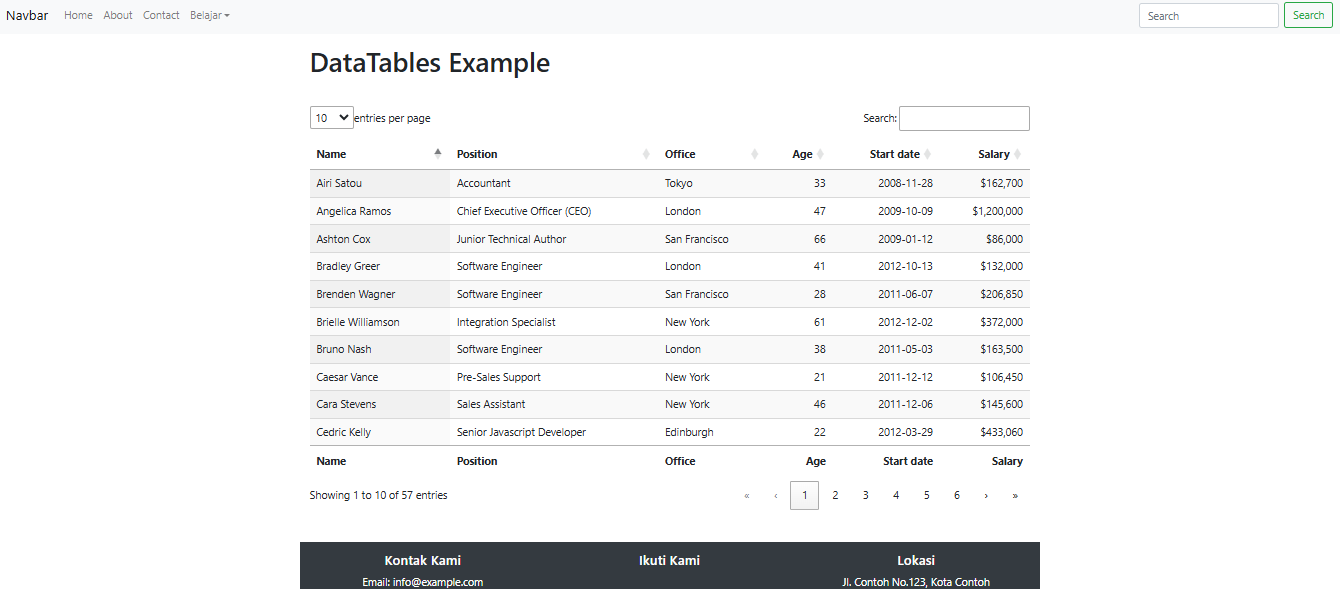 Navbar Home About Contact Belajar Search Search
DataTables Example
10 entries per page Search:
Name Position Office Age Start date Salary
Airi Satou Accountant Tokyo 33 2008-11-28 $162,700
Angelica Ramos Chief Executive Officer (CEO) London 47 2009-10-09 $1,200,000
Ashton Cox Junior Technical Author San Francisco 66 2009-01-12 $86,000
Bradley Greer Software Engineer London 41 2012-10-13 $132,000
Brenden Wagner Software Engineer San Francisco 28 2011-06-07 $206,850
Brielle Williamson Integration Specialist New York 61 2012-12-02 $372,000
Bruno Nash Software Engineer London 38 2011-05-03 $163,500
Caesar Vance Pre-Sales Support New York 21 2011-12-12 $106,450
Cara Stevens Sales Assistant New York 46 2011-12-06 $145,600
Cedric Kelly Senior Javascript Developer Edinburgh 22 2012-03-29 $433,060
Name Position Office Age Start date Salary
Showing 1 to 10 of 57 entries « ‹ 1 2 3 4 5 6 › »
Kontak Kami Ikuti Kami Lokasi
Email: info@example.com Jl. Contoh No.123, Kota Contoh